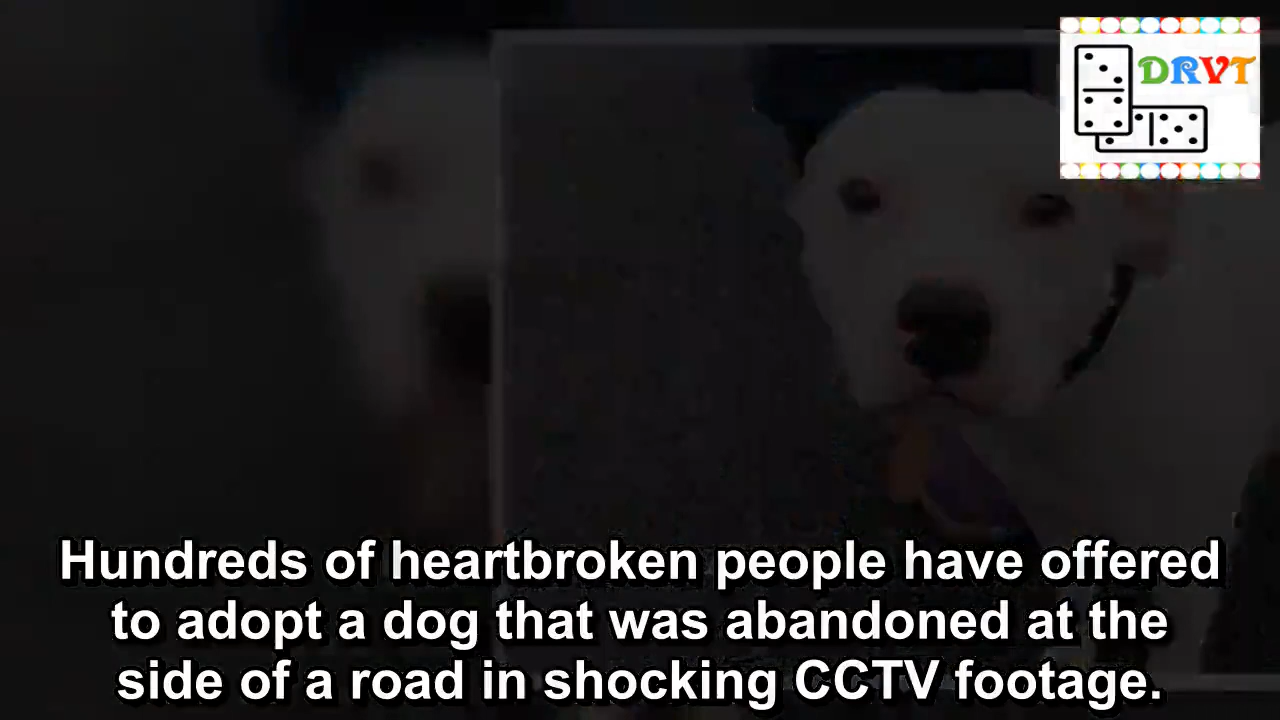 DRVT
Hundreds of heartbroken people have offered
to adopt a dog that was abandoned at the
side of a road in shocking CCTV footage.